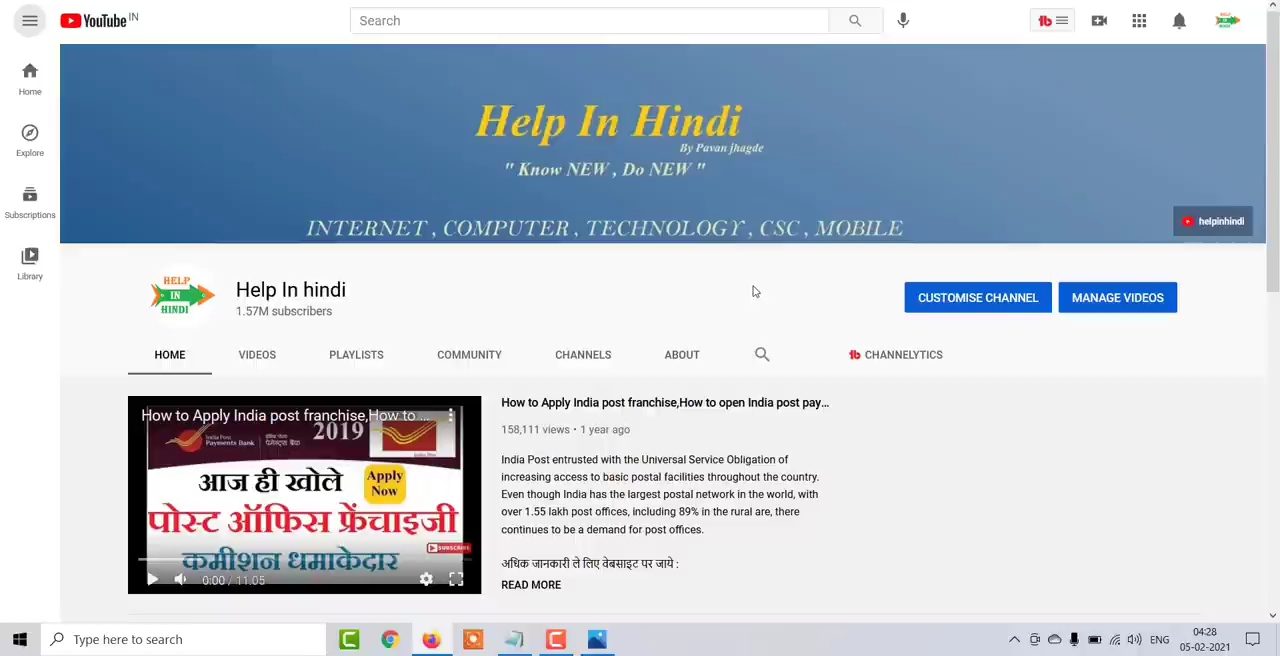 YouTube IN
Search
Home
Explore
Subscriptions
Library
Help In Hindi
By Pavan jhagde
" Know NEW , Do NEW "
INTERNET , COMPUTER , TECHNOLOGY , CSC , MOBILE
helpinhindi
HELP
IN
HINDI
Help In hindi
1.57M subscribers
CUSTOMISE CHANNEL
MANAGE VIDEOS
HOME
VIDEOS
PLAYLISTS
COMMUNITY
CHANNELS
ABOUT
CHANNELYTICS
How to Apply India post franchise,How to ...
India Post
Payments Bank
2019
आज ही खोले
Apply
Now
पोस्ट ऑफिस फ्रेंचाइजी
SUBSCRIBE
कमीशन धमाकेदार
0:00 / 11:05
How to Apply India post franchise,How to open India post pay...
158,111 views • 1 year ago
India Post entrusted with the Universal Service Obligation of
increasing access to basic postal facilities throughout the country.
Even though India has the largest postal network in the world, with
over 1.55 lakh post offices, including 89% in the rural are, there
continues to be a demand for post offices.
अधिक जानकारी ले लिए वेबसाइट पर जाये :
READ MORE
Type here to search
ENG
04:28
05-02-2021